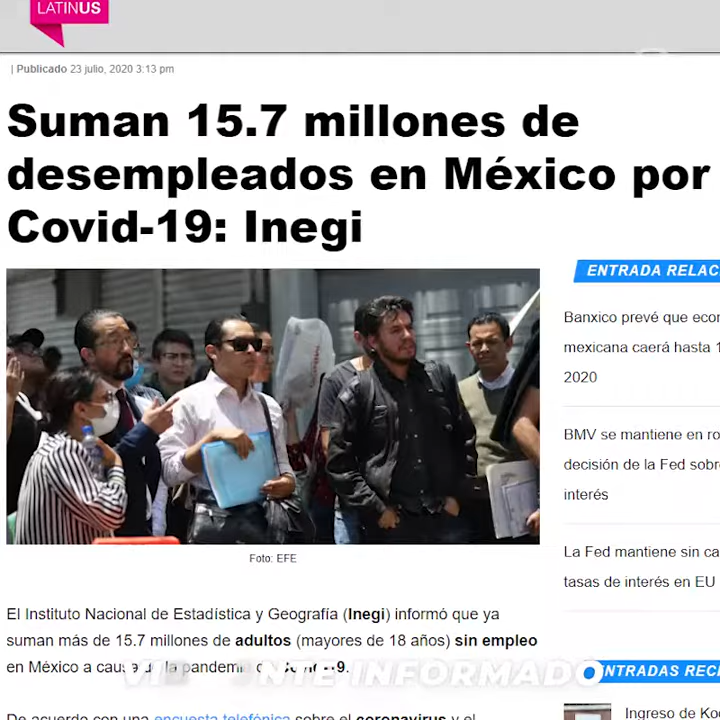 LATINUS
| Publicado 23 julio, 2020 3:13 pm
Suman 15.7 millones de
desempleados en México por
Covid-19: Inegi
Foto: EFE
El Instituto Nacional de Estadística y Geografía (Inegi) informó que ya
suman más de 15.7 millones de adultos (mayores de 18 años) sin empleo
en México a causa de la pandemia
INFORMADO
De acuerdo con una encuesta telefónica sobre el coronavirus y el
ENTRADA RELAC
Banxico prevé que econ
mexicana caerá hasta 1
2020
BMV se mantiene en ro
decisión de la Fed sobre
interés
La Fed mantiene sin ca
tasas de interés en EU
ENTRADAS RECI
Ingreso de Ko